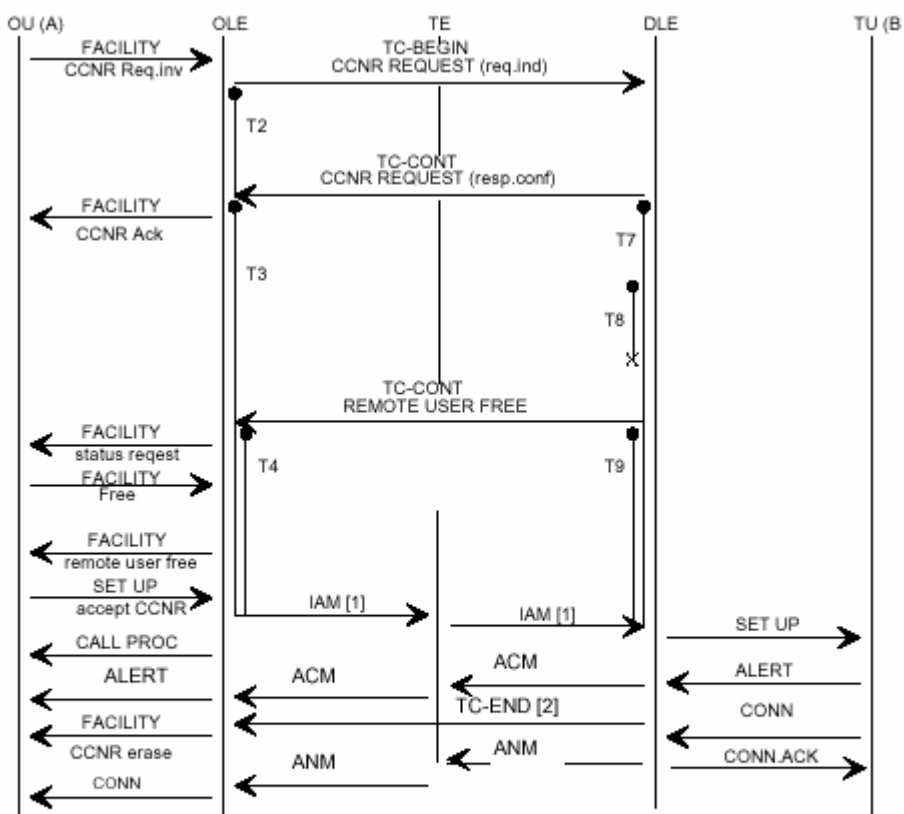 OU (A) OLE TE DLE TU (B
FACILITY
CCNR Req.inv
TC-BEGIN
CCNR REQUEST (req.ind)
T2
TC-CONT
CCNR REQUEST (resp.conf)
FACILITY
CCNR Ack
T7
T3
T8
TC-CONT
REMOTE USER FREE
FACILITY
status reqest
T4 T9
FACILITY
Free
FACILITY
remote user free
SET UP
accept CCNR
IAM [1]
IAM [1]
SET UP
CALL PROC
ALERT
ACM
ACM
ALERT
TC-END [2]
CONN
FACILITY
CCNR erase
ANM
ANM
CONN.ACK
CONN